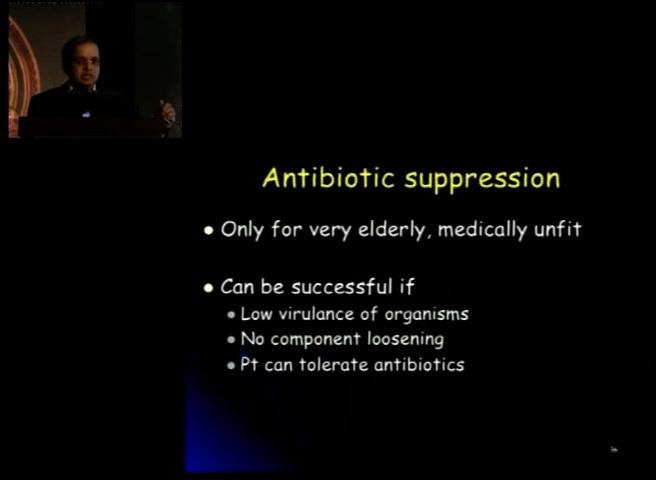 Antibiotic suppression
Only for very elderly, medically unfit
Can be successful if
Low virulance of organisms
No component loosening
Pt can tolerate antibiotics